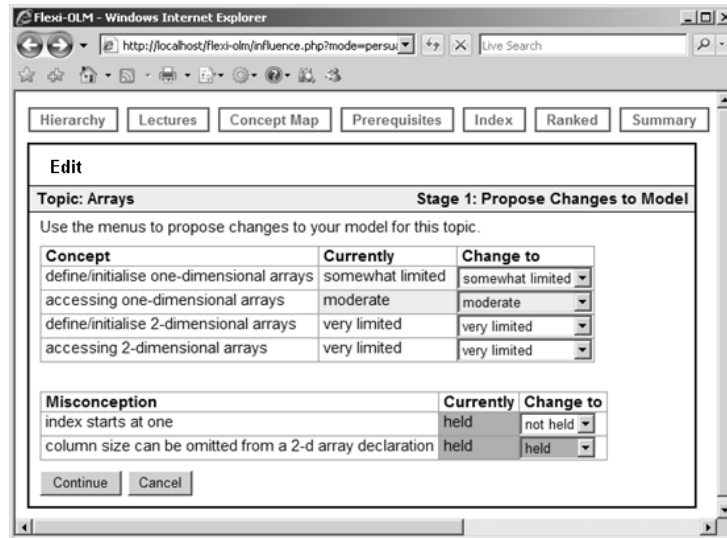 Flexi-OLM - Windows Internet Explorer
http://localhost/flexi-olm/influence.php?mode=persua
Live Search
Hierarchy Lectures Concept Map Prerequisites Index Ranked Summary
Edit
Topic: Arrays Stage 1: Propose Changes to Model
Use the menus to propose changes to your model for this topic.
Concept Currently Change to
define/initialise one-dimensional arrays somewhat limited somewhat limited
accessing one-dimensional arrays moderate moderate
define/initialise 2-dimensional arrays very limited very limited
accessing 2-dimensional arrays very limited very limited
Misconception Currently Change to
index starts at one held not held
column size can be omitted from a 2-d array declaration held held
Continue Cancel